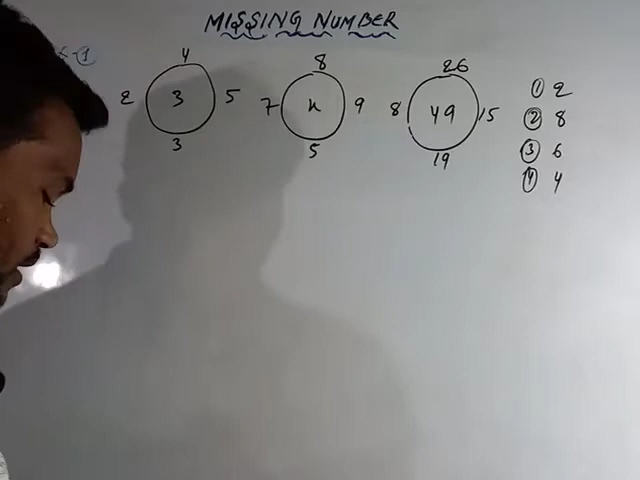 MISSING NUMBER
2 4 3 5 3
7 8 x 9 5
8 26 49 15 19
① 2
② 8
③ 6
④ 4